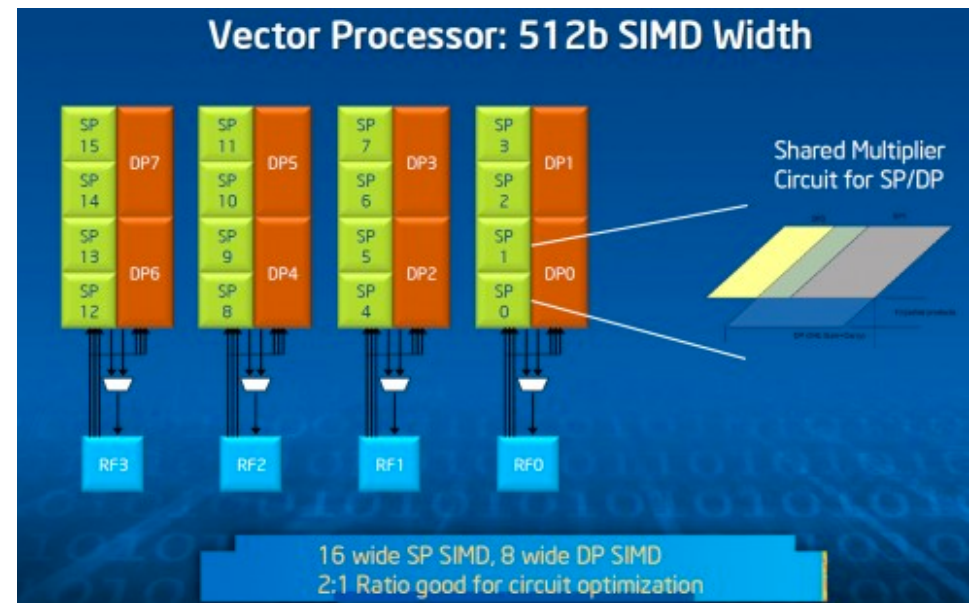 Vector Processor: 512b SIMD Width
SP 15
DP7
SP 14
SP 13
DP6
SP 12
SP 11
DP5
SP 10
SP 9
DP4
SP 8
SP 7
DP3
SP 6
SP 5
DP2
SP 4
SP 3
DP1
SP 2
SP 1
DP0
SP 0
Shared Multiplier
Circuit for SP/DP
RF3
RF2
RF1
RF0
16 wide SP SIMD, 8 wide DP SIMD
2:1 Ratio good for circuit optimization